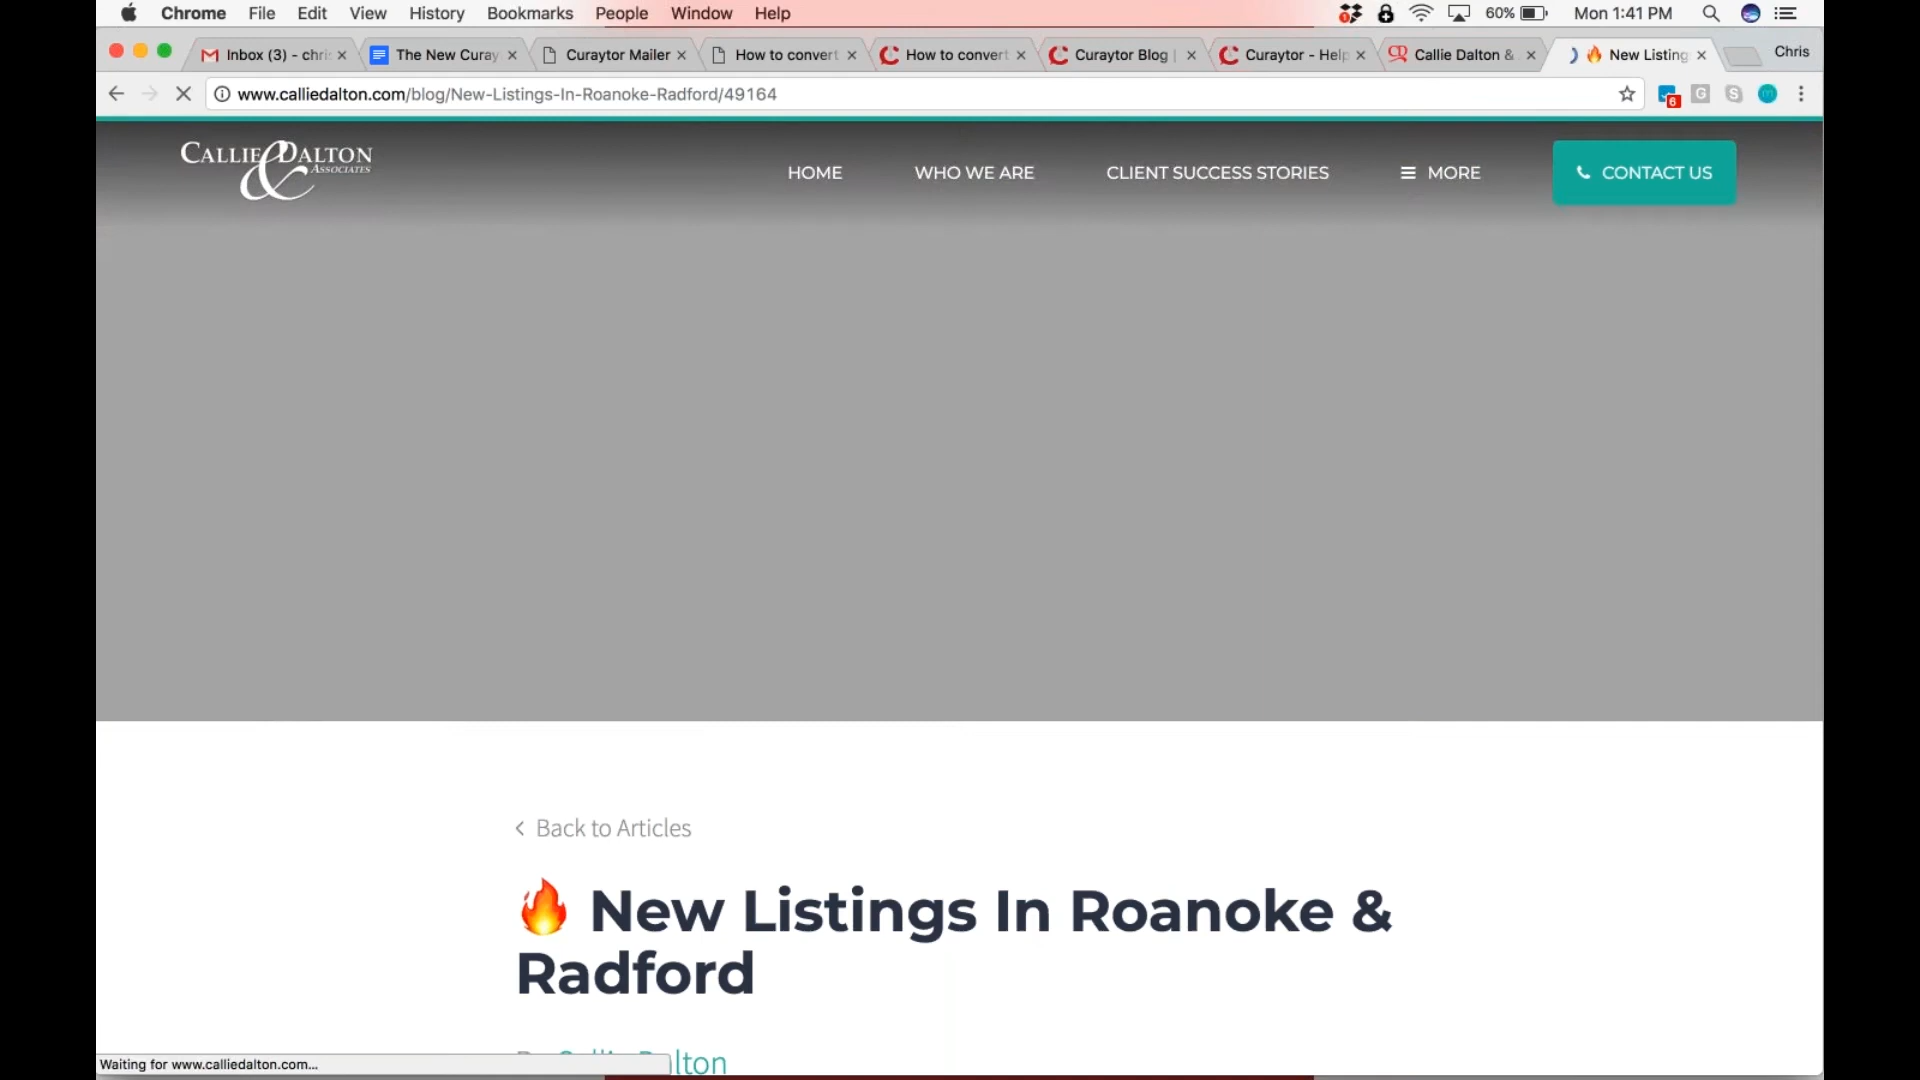 Chrome File Edit View History Bookmarks People Window Help 60% Mon 1:41 PM
Inbox (3) - chri The New Curay Curaytor Mailer How to convert How to convert Curaytor Blog | Curaytor - Help Callie Dalton & New Listing Chris
www.calliedalton.com/blog/New-Listings-In-Roanoke-Radford/49164 6 G S
CALLIE DALTON
& ASSOCIATES
HOME WHO WE ARE CLIENT SUCCESS STORIES MORE CONTACT US
Back to Articles
🔥 New Listings In Roanoke &
Radford
lton
Waiting for www.calliedalton.com...